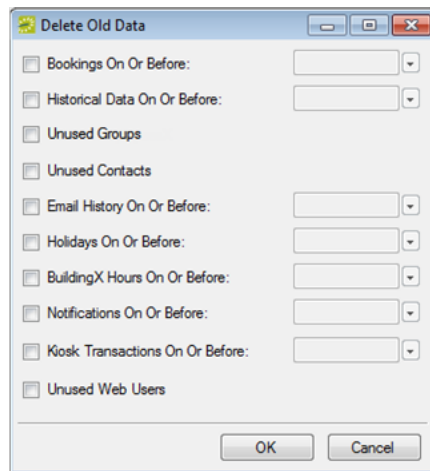 Delete Old Data
Bookings On Or Before:
Historical Data On Or Before:
Unused Groups
Unused Contacts
Email History On Or Before:
Holidays On Or Before:
BuildingX Hours On Or Before:
Notifications On Or Before:
Kiosk Transactions On Or Before:
Unused Web Users
OK Cancel